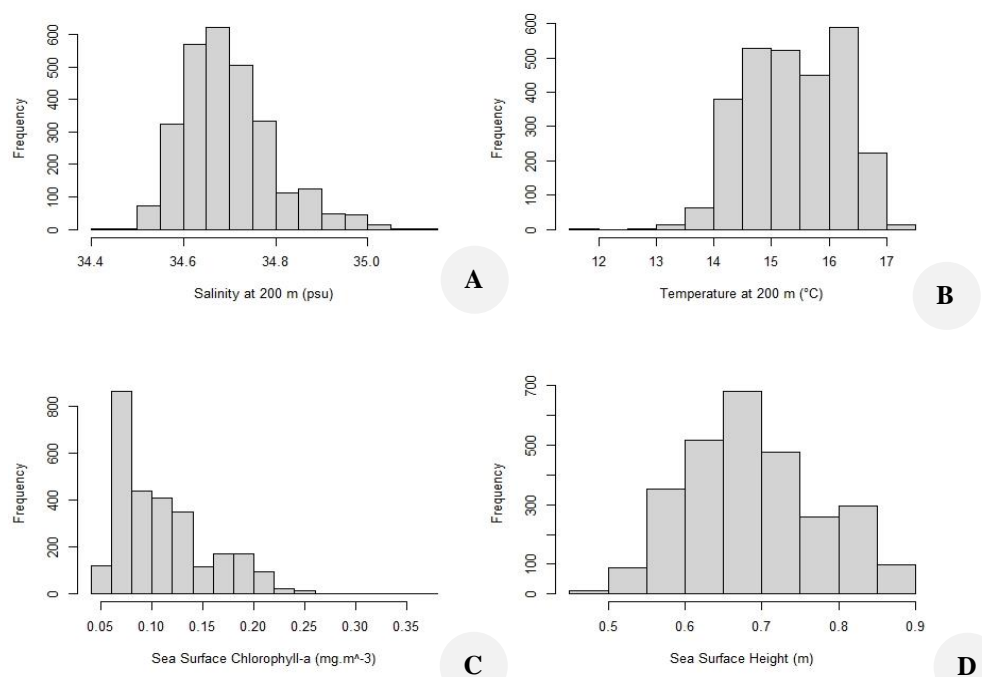 Frequency
0 100 200 300 400 500 600
34.4 34.6 34.8 35.0
Salinity at 200 m (psu)
A
Frequency
0 100 200 300 400 500 600
12 13 14 15 16 17
Temperature at 200 m (°C)
B
Frequency
0 200 400 600 800
0.05 0.10 0.15 0.20 0.25 0.30 0.35
Sea Surface Chlorophyll-a (mg.m^-3)
C
Frequency
0 100 300 500 700
0.5 0.6 0.7 0.8 0.9
Sea Surface Height (m)
D